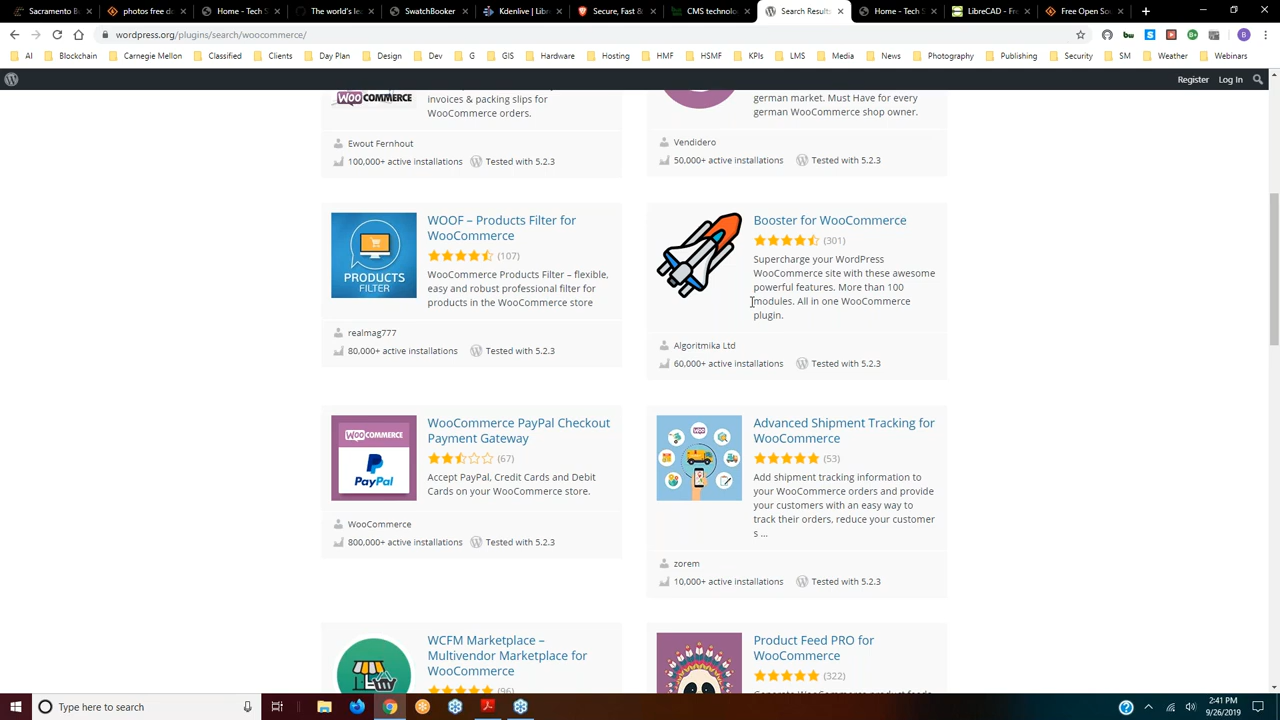 Sacramento Bo
photos free do
Home - Tech S
The world's lea
SwatchBooker
Kdenlive | Libre
Secure, Fast &
CMS technolo
Search Results
Home - Tech S
LibreCAD - Fre
Free Open Sou
wordpress.org/plugins/search/woocommerce/
AI
Blockchain
Carnegie Mellon
Classified
Clients
Day Plan
Design
Dev
G
GIS
Hardware
Hosting
HMF
HSMF
KPIs
LMS
Media
News
Photography
Publishing
Security
SM
Weather
Webinars
Register
Log In
WOOCOMMERCE
invoices & packing slips for
WooCommerce orders.
Ewout Fernhout
100,000+ active installations
Tested with 5.2.3
german market. Must Have for every
german WooCommerce shop owner.
Vendidero
50,000+ active installations
Tested with 5.2.3
PRODUCTS
FILTER
WOOF – Products Filter for
WooCommerce
(107)
WooCommerce Products Filter – flexible,
easy and robust professional filter for
products in the WooCommerce store
realmag777
80,000+ active installations
Tested with 5.2.3
Booster for WooCommerce
(301)
Supercharge your WordPress
WooCommerce site with these awesome
powerful features. More than 100
modules. All in one WooCommerce
plugin.
Algoritmika Ltd
60,000+ active installations
Tested with 5.2.3
WOOCOMMERCE
PayPal
WooCommerce PayPal Checkout
Payment Gateway
(67)
Accept PayPal, Credit Cards and Debit
Cards on your WooCommerce store.
WooCommerce
800,000+ active installations
Tested with 5.2.3
WOO
Advanced Shipment Tracking for
WooCommerce
(53)
Add shipment tracking information to
your WooCommerce orders and provide
your customers with an easy way to
track their orders, reduce your customer
s ...
zorem
10,000+ active installations
Tested with 5.2.3
WCFM Marketplace –
Multivendor Marketplace for
WooCommerce
(96)
Product Feed PRO for
WooCommerce
(322)
Generate WooCommerce product feeds
Type here to search
2:41 PM
9/26/2019